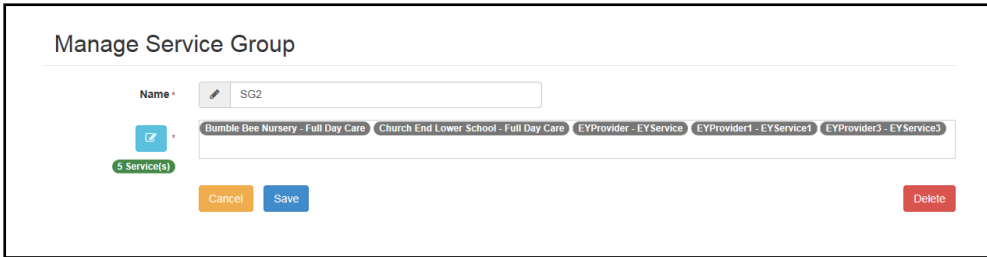 Manage Service Group
Name *
SG2
*
Bumble Bee Nursery - Full Day Care Church End Lower School - Full Day Care EYProvider - EYService EYProvider1 - EYService1 EYProvider3 - EYService3
5 Service(s)
Cancel Save Delete